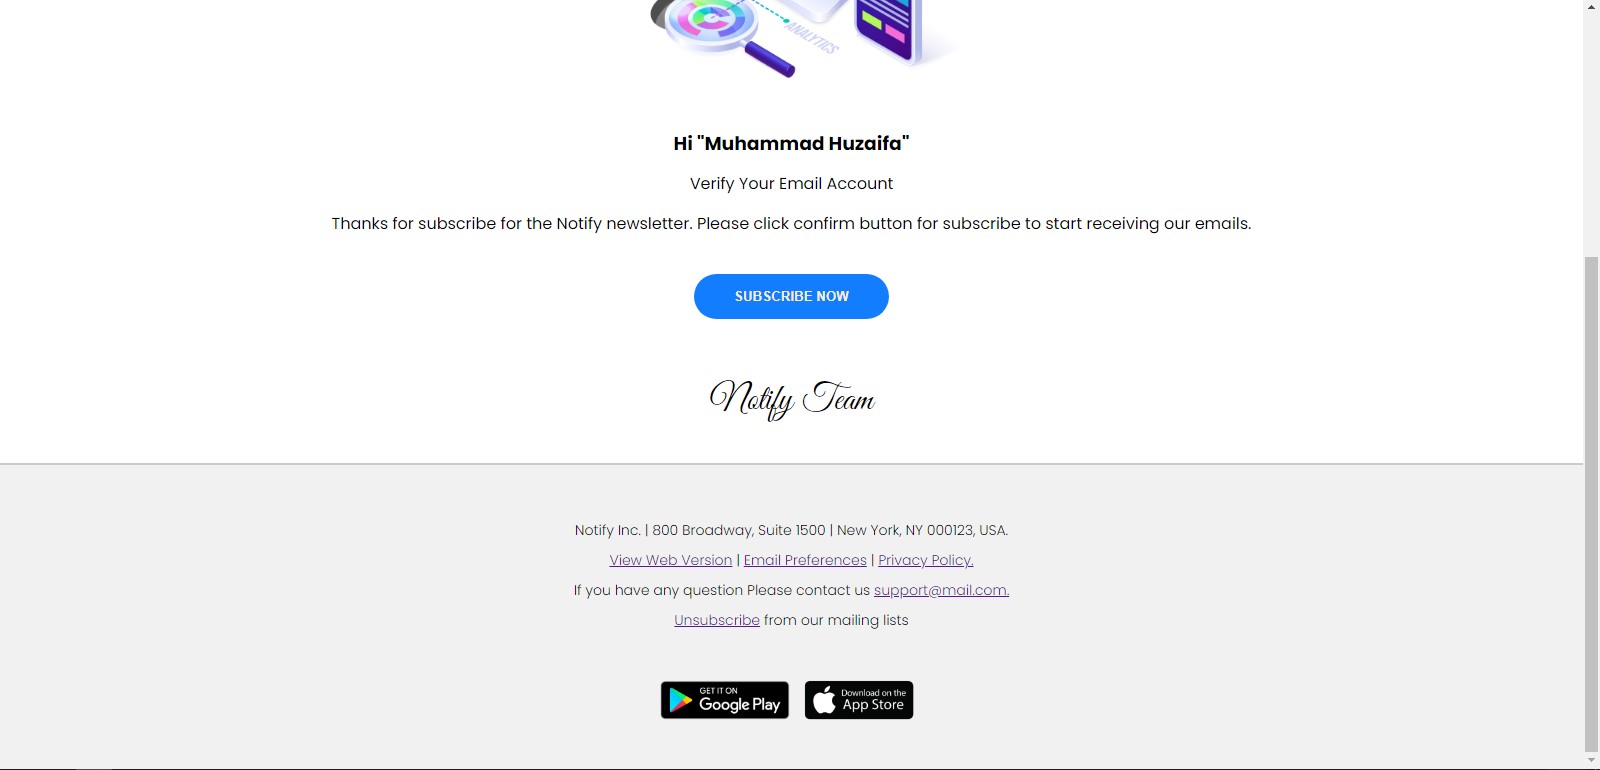 ANALYTICS
Hi "Muhammad Huzaifa"
Verify Your Email Account
Thanks for subscribe for the Notify newsletter. Please click confirm button for subscribe to start receiving our emails.
SUBSCRIBE NOW
Notify Team
Notify Inc. | 800 Broadway, Suite 1500 | New York, NY 000123, USA.
View Web Version | Email Preferences | Privacy Policy.
If you have any question Please contact us support@mail.com.
Unsubscribe from our mailing lists
GET IT ON
Google Play
Download on the
App Store